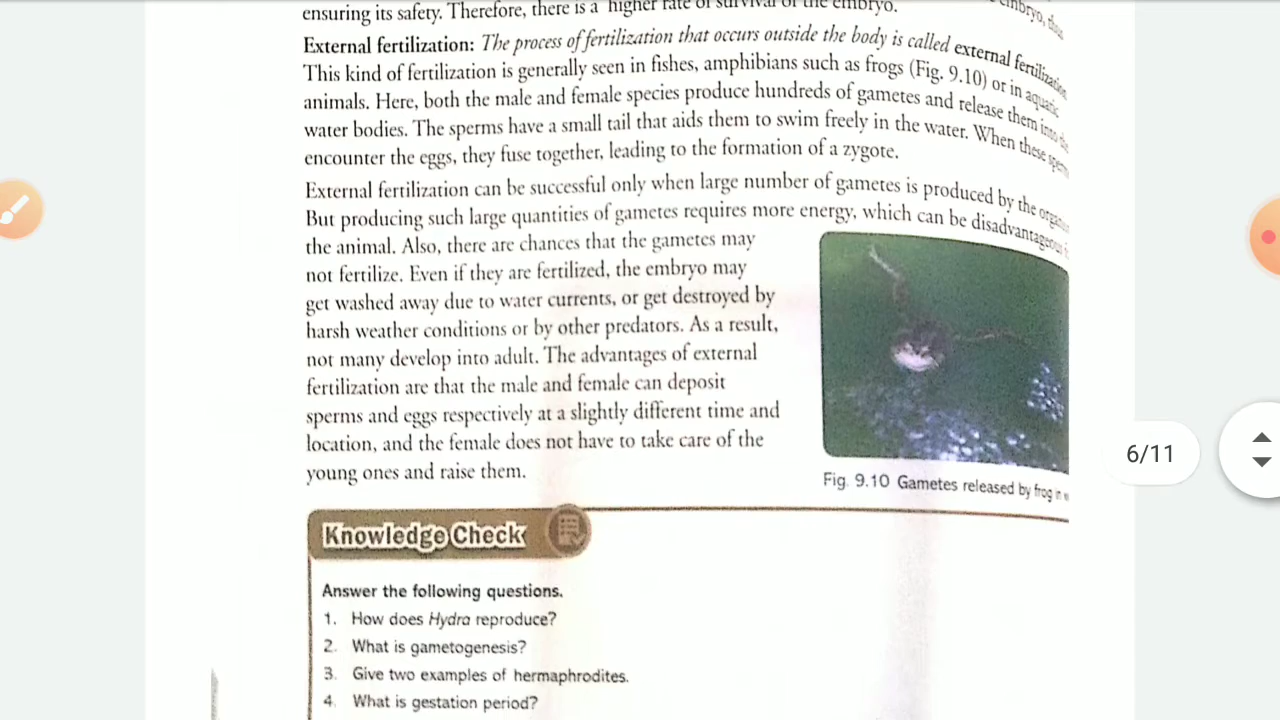 ensuring its safety. Therefore, there is a higher rate of survival of the embryo.
embryo, thus
External fertilization: The process of fertilization that occurs outside the body is called external fertilization
This kind of fertilization is generally seen in fishes, amphibians such as frogs (Fig. 9.10) or in aquatic
animals. Here, both the male and female species produce hundreds of gametes and release them into the
water bodies. The sperms have a small tail that aids them to swim freely in the water. When these sperm
encounter the eggs, they fuse together, leading to the formation of a zygote.
External fertilization can be successful only when large number of gametes is produced by the
But producing such large quantities of gametes requires more energy, which can be disadvantageous
the animal. Also, there are chances that the gametes may
not fertilize. Even if they are fertilized, the embryo may
get washed away due to water currents, or get destroyed by
harsh weather conditions or by other predators. As a result,
not many develop into adult. The advantages of external
fertilization are that the male and female can deposit
sperms and eggs respectively at a slightly different time and
location, and the female does not have to take care of the
young ones and raise them.
Fig. 9.10 Gametes released by frog in
6/11
Knowledge Check
Answer the following questions.
1. How does Hydra reproduce?
2. What is gametogenesis?
3. Give two examples of hermaphrodites.
4. What is gestation period?